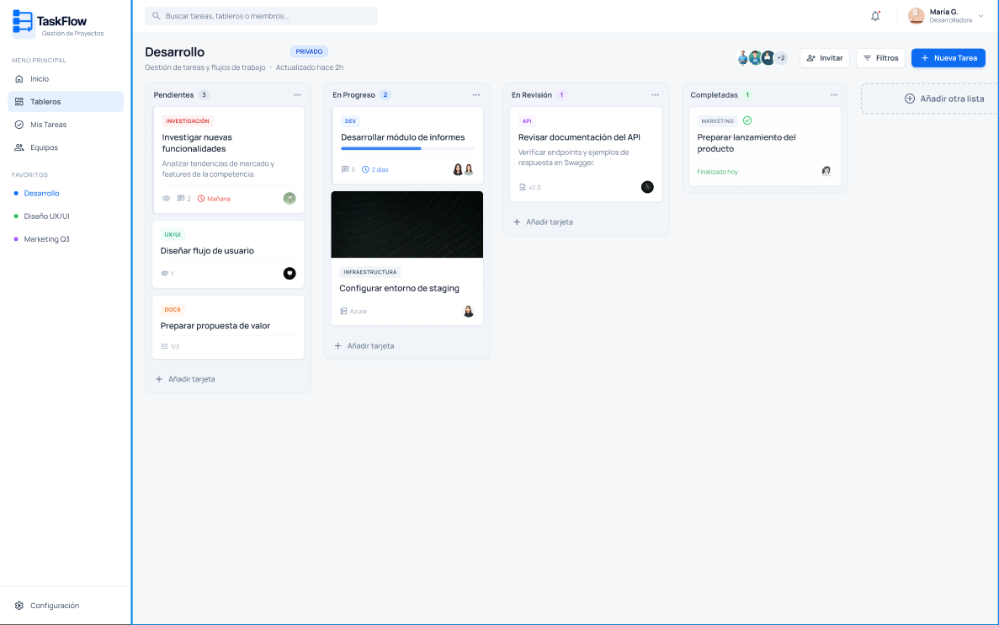 TaskFlow
Gestión de Proyectos
MENÚ PRINCIPAL
Inicio
Tableros
Mis Tareas
Equipos
FAVORITOS
Desarrollo
Diseño UX/UI
Marketing Q3
Configuración
Buscar tareas, tableros o miembros...
María G.
Desarrolladora
Desarrollo
PRIVADO
Gestión de tareas y flujos de trabajo • Actualizado hace 2h
+2
Invitar
Filtros
Nueva Tarea
Pendientes 3
INVESTIGACIÓN
Investigar nuevas
funcionalidades
Analizar tendencias de mercado y
features de la competencia.
2 Mañana
UX/UI
Diseñar flujo de usuario
1
DOCS
Preparar propuesta de valor
1/3
Añadir tarjeta
En Progreso 2
DEV
Desarrollar módulo de informes
5 2 días
INFRAESTRUCTURA
Configurar entorno de staging
Azure
Añadir tarjeta
En Revisión 1
API
Revisar documentación del API
Verificar endpoints y ejemplos de
respuesta en Swagger.
v2.0
Añadir tarjeta
Completadas 1
MARKETING
Preparar lanzamiento del
producto
Finalizado hoy
Añadir otra lista